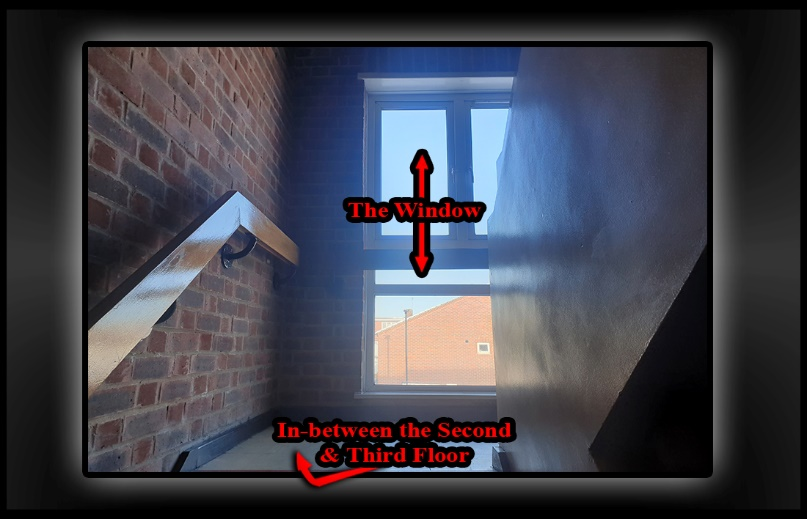 The Window
In-between the Second
& Third Floor